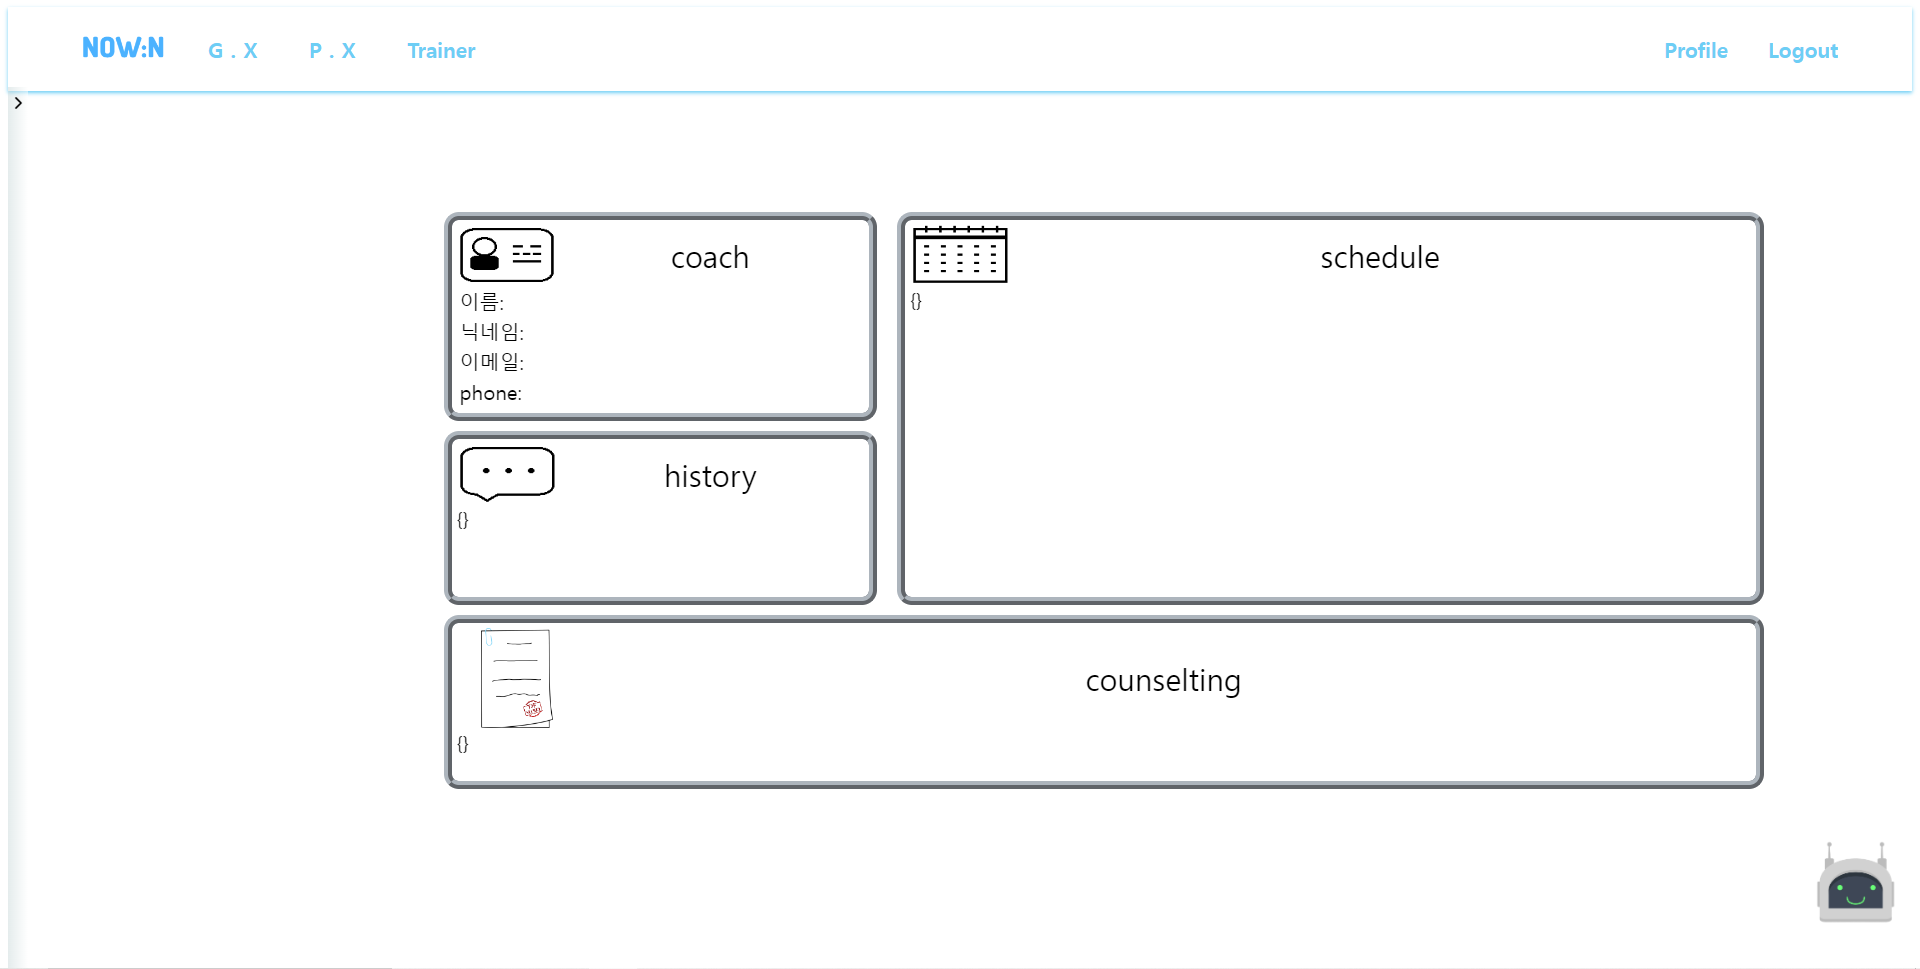 NOW:N
G . X
P . X
Trainer
Profile
Logout
coach
이름:
닉네임:
이메일:
phone:
schedule
{}
history
{}
counselting
{}